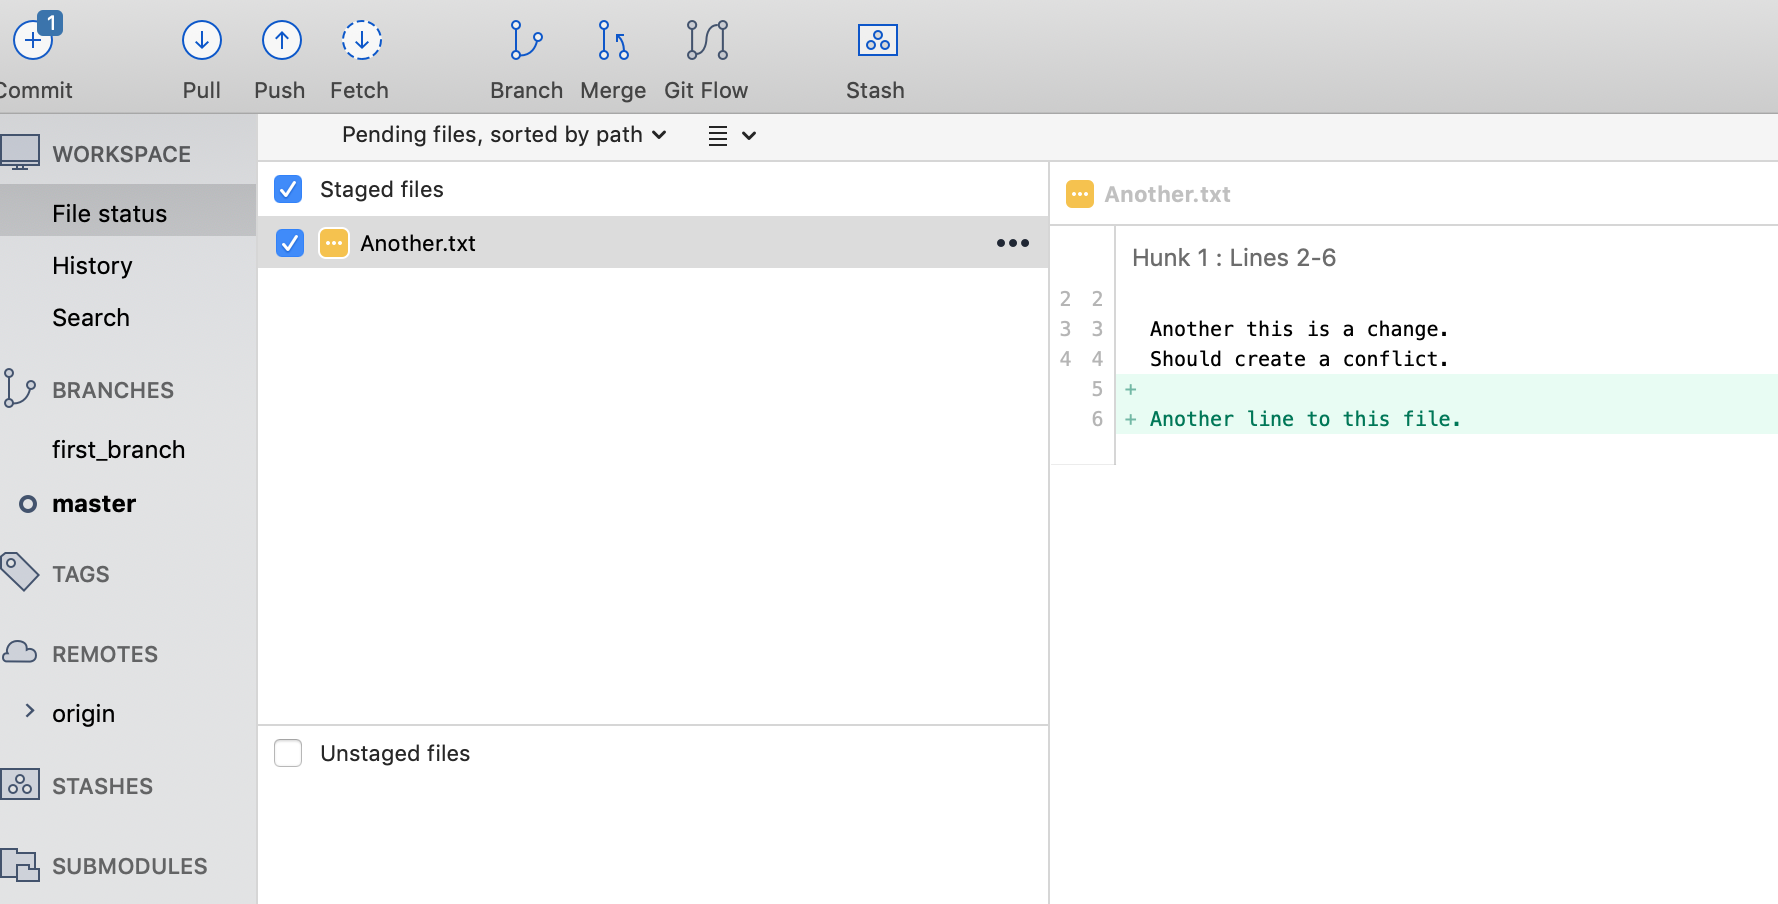 1
Commit
Pull
Push
Fetch
Branch
Merge
Git Flow
Stash
WORKSPACE
File status
History
Search
BRANCHES
first_branch
master
TAGS
REMOTES
origin
STASHES
SUBMODULES
Pending files, sorted by path
Staged files
Another.txt
Unstaged files
Another.txt
Hunk 1 : Lines 2-6
2 2
3 3 Another this is a change.
4 4 Should create a conflict.
5 +
6 + Another line to this file.